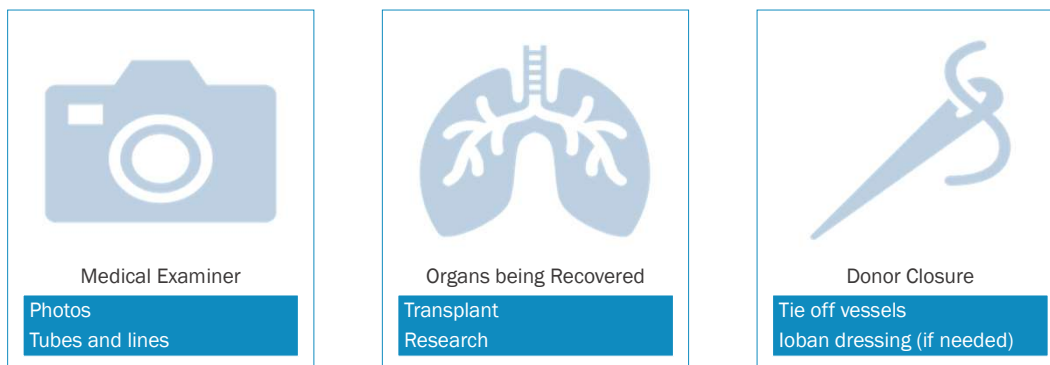 Medical Examiner
Photos
Tubes and lines
Organs being Recovered
Transplant
Research
Donor Closure
Tie off vessels
Ioban dressing (if needed)